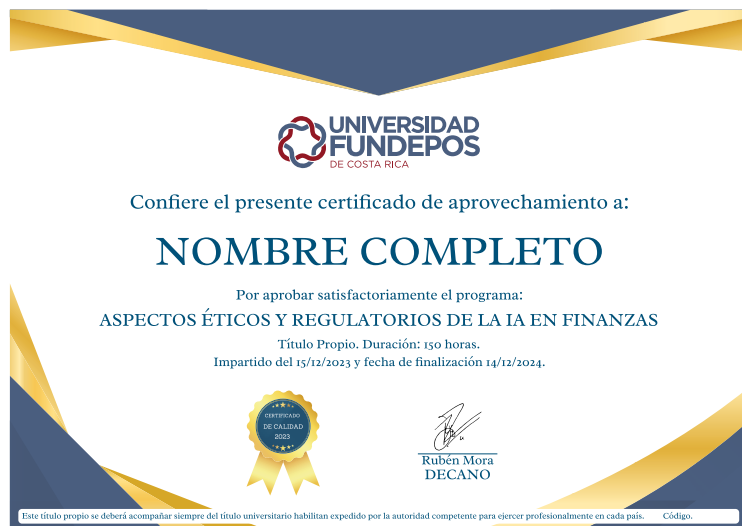 UNIVERSIDAD
FUNDEPOS
DE COSTA RICA
Confiere el presente certificado de aprovechamiento a:
NOMBRE COMPLETO
Por aprobar satisfactoriamente el programa:
ASPECTOS ÉTICOS Y REGULATORIOS DE LA IA EN FINANZAS
Título Propio. Duración: 150 horas.
Impartido del 15/12/2023 y fecha de finalización 14/12/2024.
CERTIFICADO
DE CALIDAD
2023
Rubén Mora
DECANO
Este título propio se deberá acompañar siempre del título universitario habilitan expedido por la autoridad competente para ejercer profesionalmente en cada país. Código.